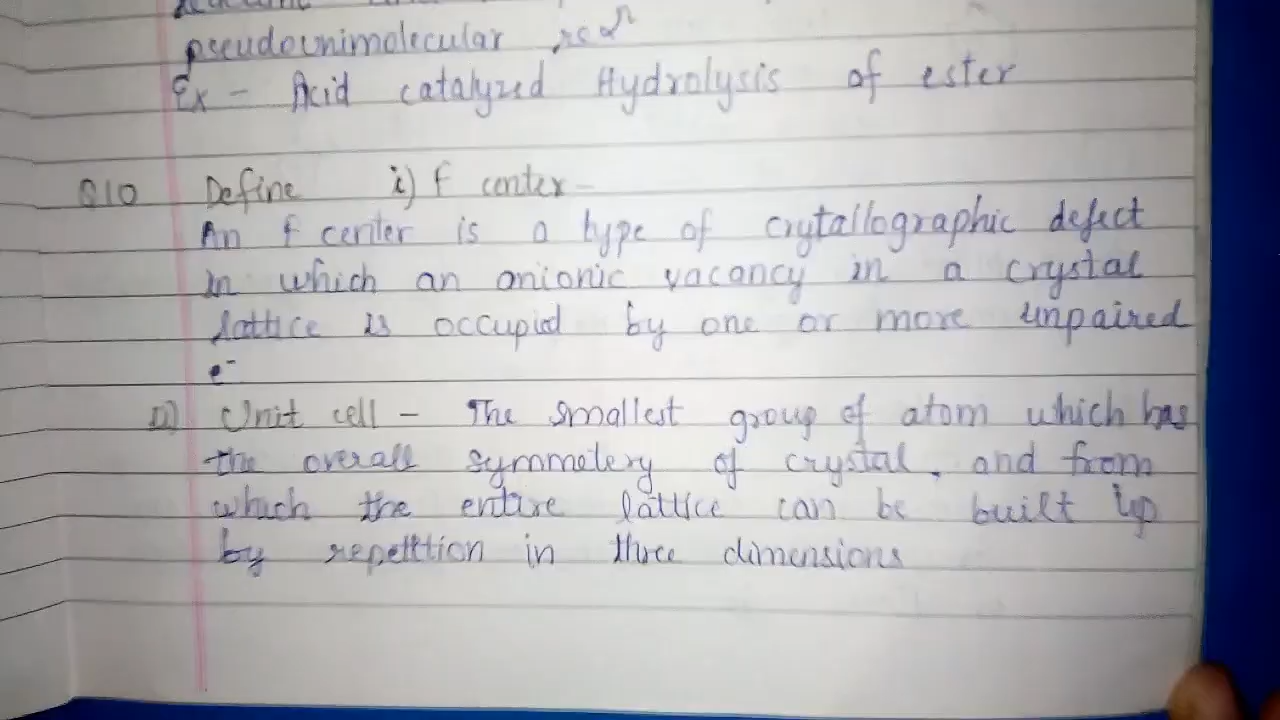 pseudounimolecular
Ex - Acid catalyzed Hydrolysis of ester
Q10 Define i) F center -
An F center is a type of crytallographic defect
in which an anionic vacancy in a crystal
lattice is occupied by one or more unpaired
e⁻
ii) Unit cell - The smallest group of atom which has
the overall symmetery of crystal, and from
which the entire lattice can be built up
by repetition in three dimensions